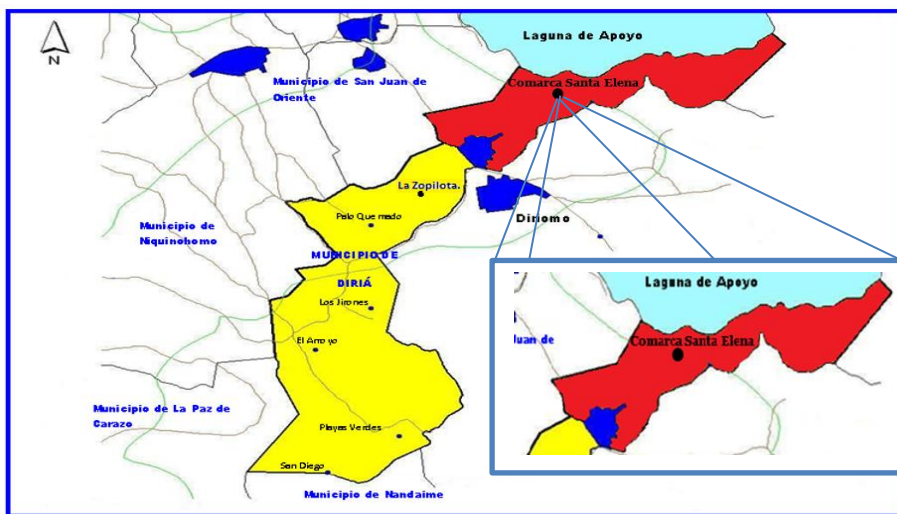 N
Laguna de Apoyo
Municipio de San Juan de
Oriente
Comarca Santa Elena
La Zopilota.
Palo Quemado
Diriomo
Municipio de
Niquinohomo
MUNICIPIO DE
DIRIÁ
Los Jirones
El Arroyo
Municipio de La Paz de
Carazo
Playas Verdes
San Diego
Municipio de Nandaime
Laguna de Apoyo
Juan de
Comarca Santa Elena